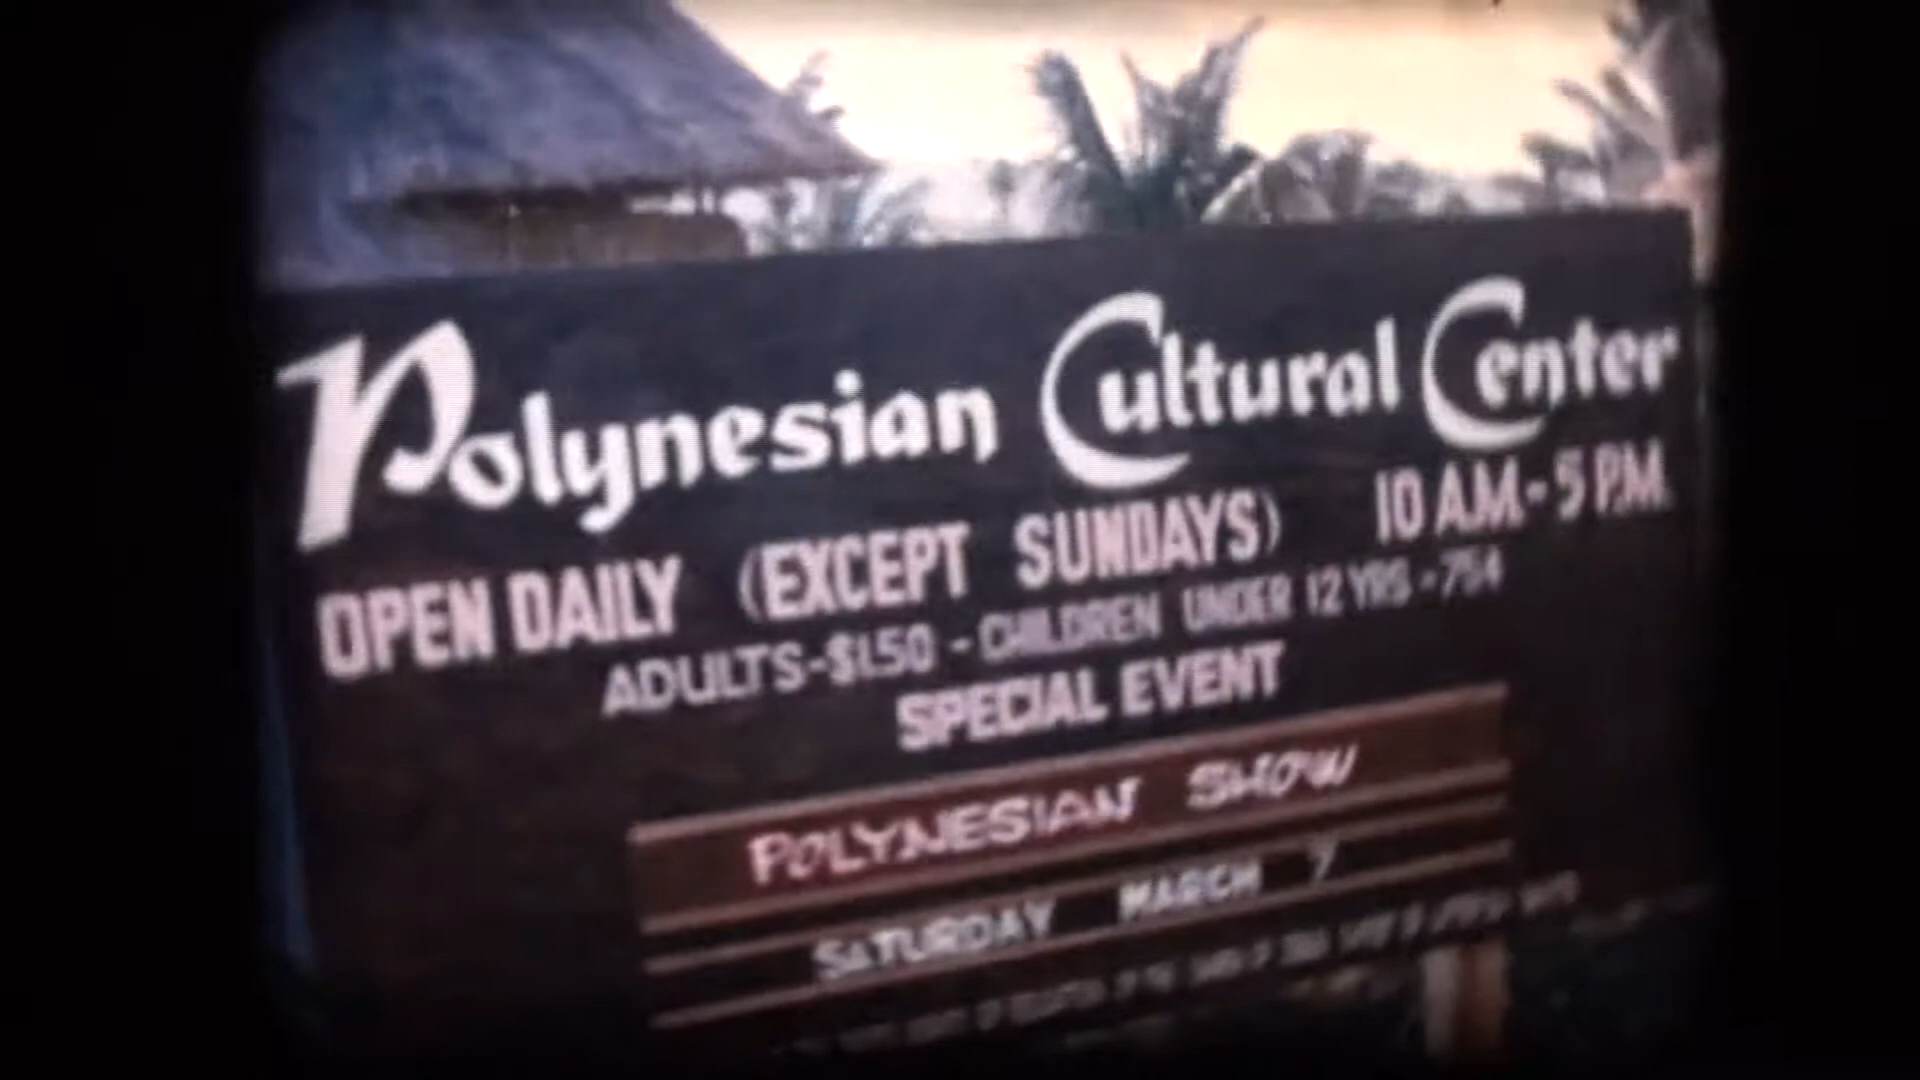 Polynesian Cultural Center
OPEN DAILY (EXCEPT SUNDAYS) 10 A.M. - 5 P.M.
ADULTS - $1.50 - CHILDREN UNDER 12 YRS - 75¢
SPECIAL EVENT
POLYNESIAN SHOW
SATURDAY MARCH 7